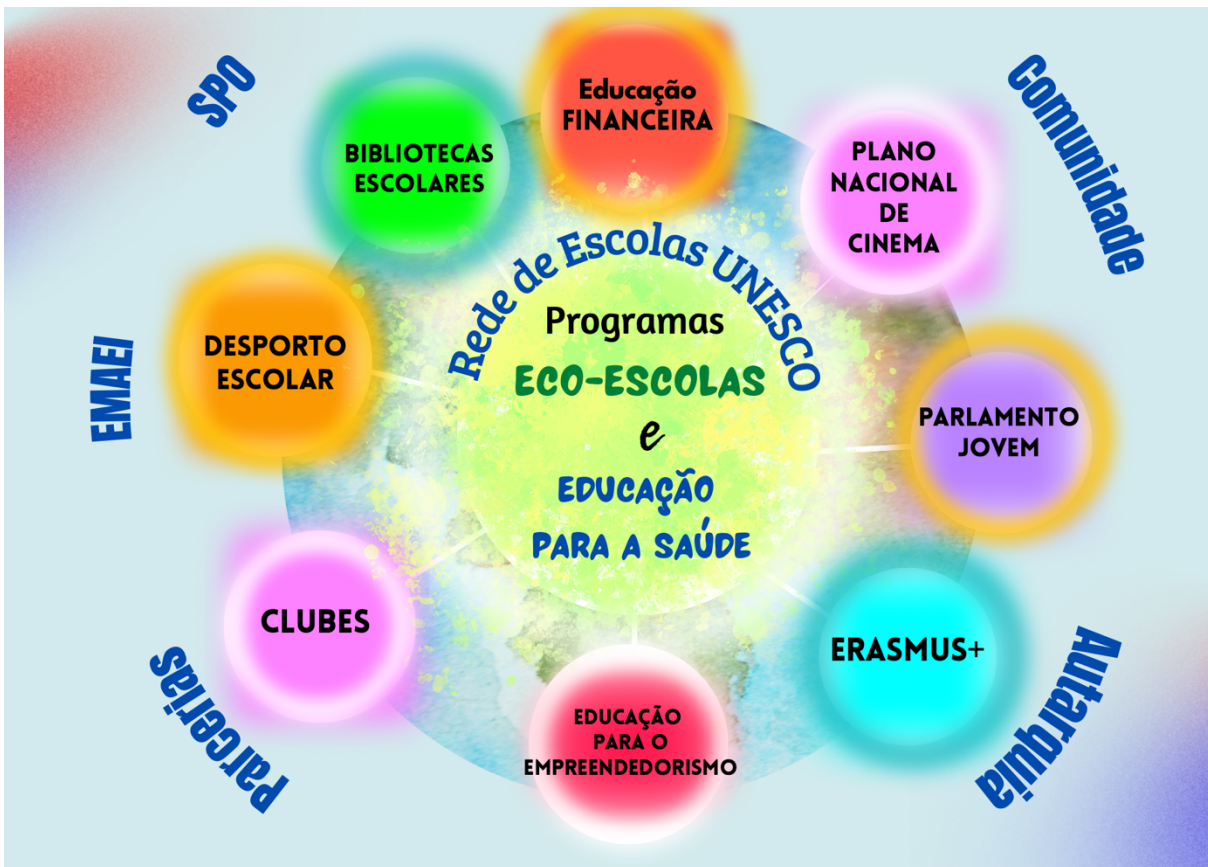 SPO
Comunidade
Educação
FINANCEIRA
BIBLIOTECAS
ESCOLARES
PLANO
NACIONAL
DE
CINEMA
Rede de Escolas UNESCO
Programas
ECO-ESCOLAS
e
EDUCAÇÃO
PARA A SAÚDE
DESPORTO
ESCOLAR
EMAEI
PARLAMENTO
JOVEM
CLUBES
ERASMUS+
Parcerias
EDUCAÇÃO
PARA O
EMPREENDEDORISMO
Autarquia